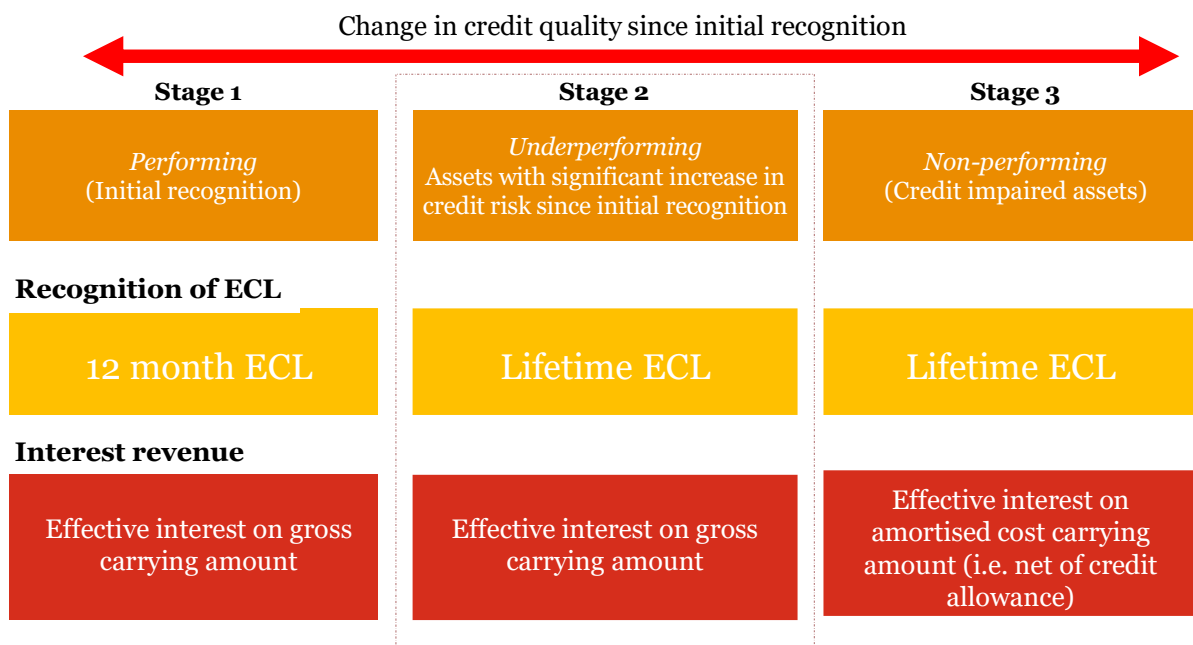 Change in credit quality since initial recognition
Stage 1
Stage 2
Stage 3
Performing
(Initial recognition)
Underperforming
Assets with significant increase in
credit risk since initial recognition
Non-performing
(Credit impaired assets)
Recognition of ECL
12 month ECL
Lifetime ECL
Lifetime ECL
Interest revenue
Effective interest on gross
carrying amount
Effective interest on gross
carrying amount
Effective interest on
amortised cost carrying
amount (i.e. net of credit
allowance)